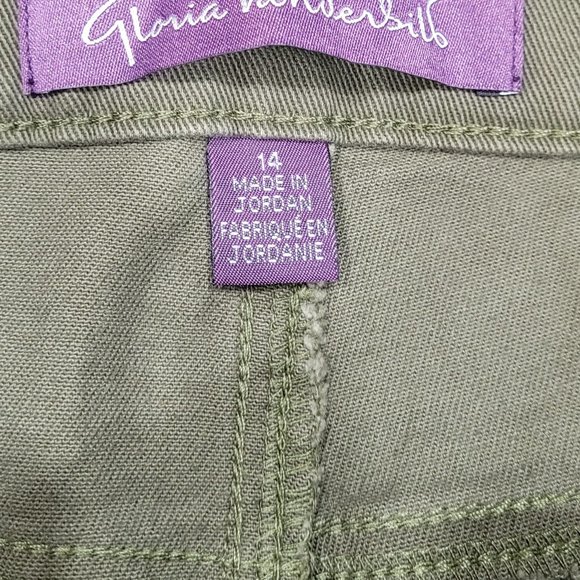 Gloria Vanderbilt
14
MADE IN
JORDAN
FABRIQUÉ EN
JORDANIE